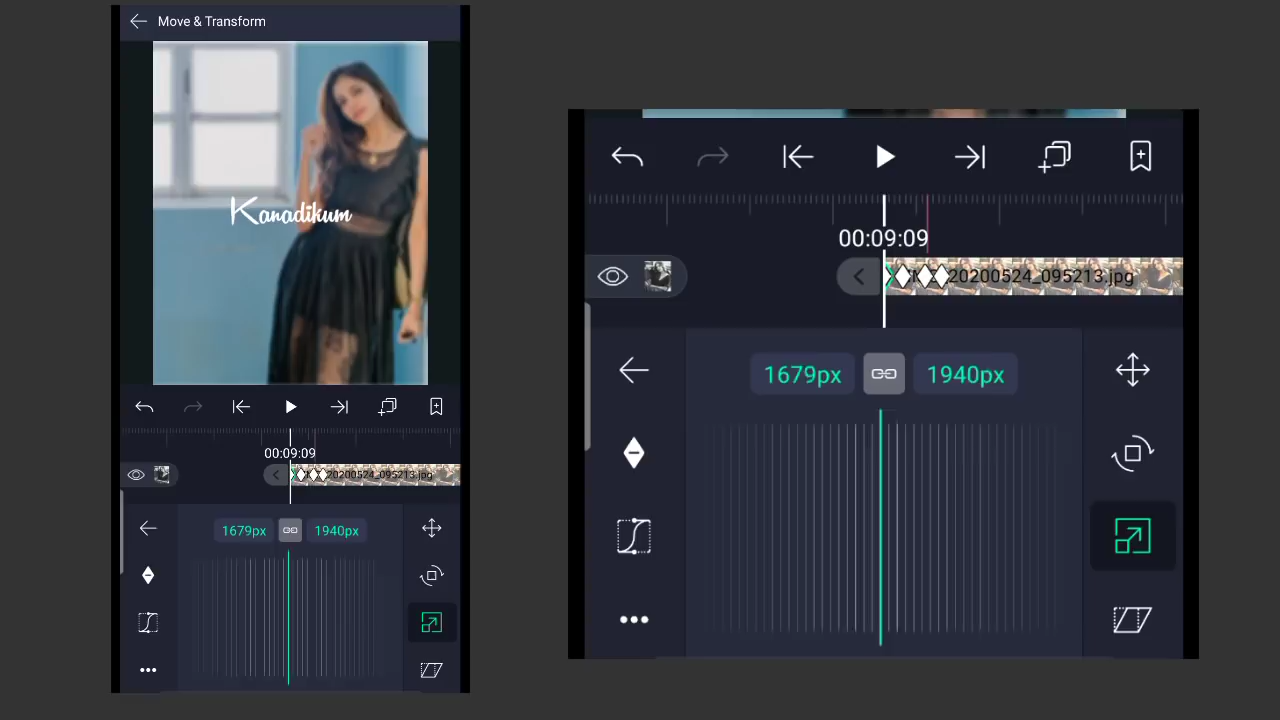 Move & Transform
Kanadikum
00:09:09
20200524_095213.jpg
1679px
1940px
00:09:09
20200524_095213.jpg
1679px
1940px